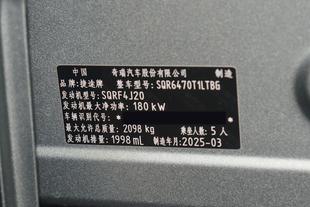 中国 奇瑞汽车股份有限公司 制造
品牌:捷途牌 整车型号:SQR6470T1LTBG
发动机型号:SQRF4J20
发动机最大净功率:180 kW
车辆识别代号:*
最大允许总质量:2098 kg 乘坐人数:5 人
发动机排量:1998 mL 制造年月:2025-03